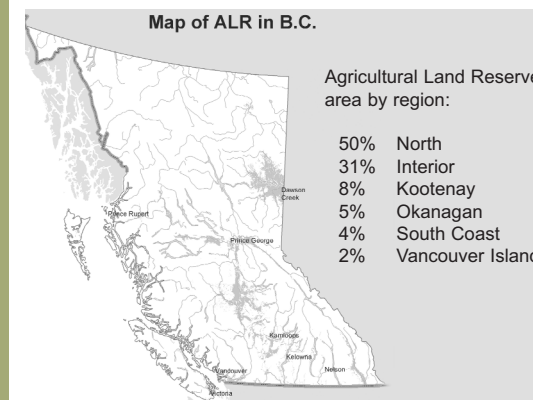 Map of ALR in B.C.
Agricultural Land Reserve
area by region:
50% North
31% Interior
8% Kootenay
5% Okanagan
4% South Coast
2% Vancouver Island
Dawson
Creek
Prince Rupert
Prince George
Kamloops
Kelowna
Nelson
Vancouver
Victoria